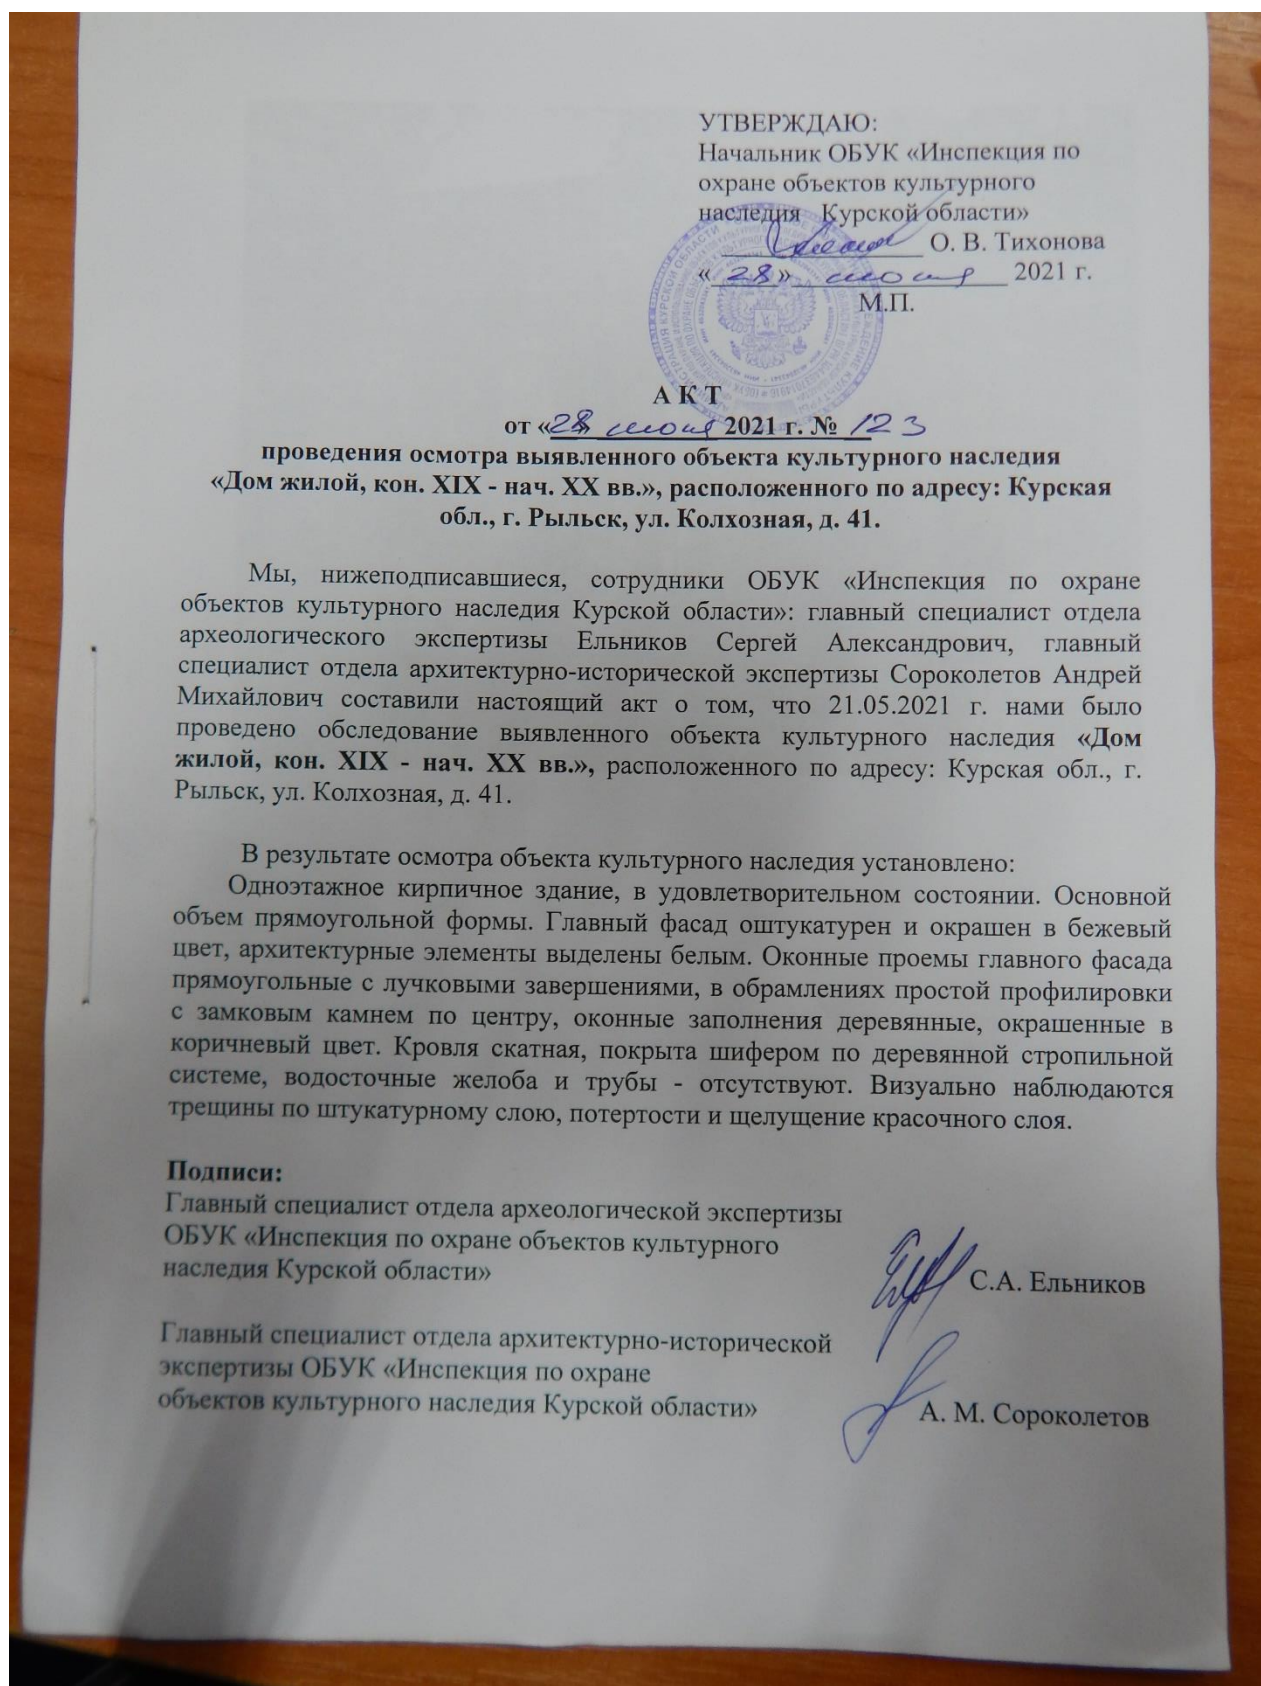 УТВЕРЖДАЮ:
Начальник ОБУК «Инспекция по
охране объектов культурного
наследия Курской области»
О. В. Тихонова
«28» 2021 г.
М.П.
А К Т
от «28» 2021 г. № 123
проведения осмотра выявленного объекта культурного наследия
«Дом жилой, кон. XIX - нач. XX вв.», расположенного по адресу: Курская
обл., г. Рыльск, ул. Колхозная, д. 41.
Мы, нижеподписавшиеся, сотрудники ОБУК «Инспекция по охране
объектов культурного наследия Курской области»: главный специалист отдела
археологического экспертизы Ельников Сергей Александрович, главный
специалист отдела архитектурно-исторической экспертизы Сороколетов Андрей
Михайлович составили настоящий акт о том, что 21.05.2021 г. нами было
проведено обследование выявленного объекта культурного наследия «Дом
жилой, кон. XIX - нач. XX вв.», расположенного по адресу: Курская обл., г.
Рыльск, ул. Колхозная, д. 41.
В результате осмотра объекта культурного наследия установлено:
Одноэтажное кирпичное здание, в удовлетворительном состоянии. Основной
объем прямоугольной формы. Главный фасад оштукатурен и окрашен в бежевый
цвет, архитектурные элементы выделены белым. Оконные проемы главного фасада
прямоугольные с лучковыми завершениями, в обрамлениях простой профилировки
с замковым камнем по центру, оконные заполнения деревянные, окрашенные в
коричневый цвет. Кровля скатная, покрыта шифером по деревянной стропильной
системе, водосточные желоба и трубы - отсутствуют. Визуально наблюдаются
трещины по штукатурному слою, потертости и щелущение красочного слоя.
Подписи:
Главный специалист отдела археологической экспертизы
ОБУК «Инспекция по охране объектов культурного
наследия Курской области»
С.А. Ельников
Главный специалист отдела архитектурно-исторической
экспертизы ОБУК «Инспекция по охране
объектов культурного наследия Курской области»
А. М. Сороколетов